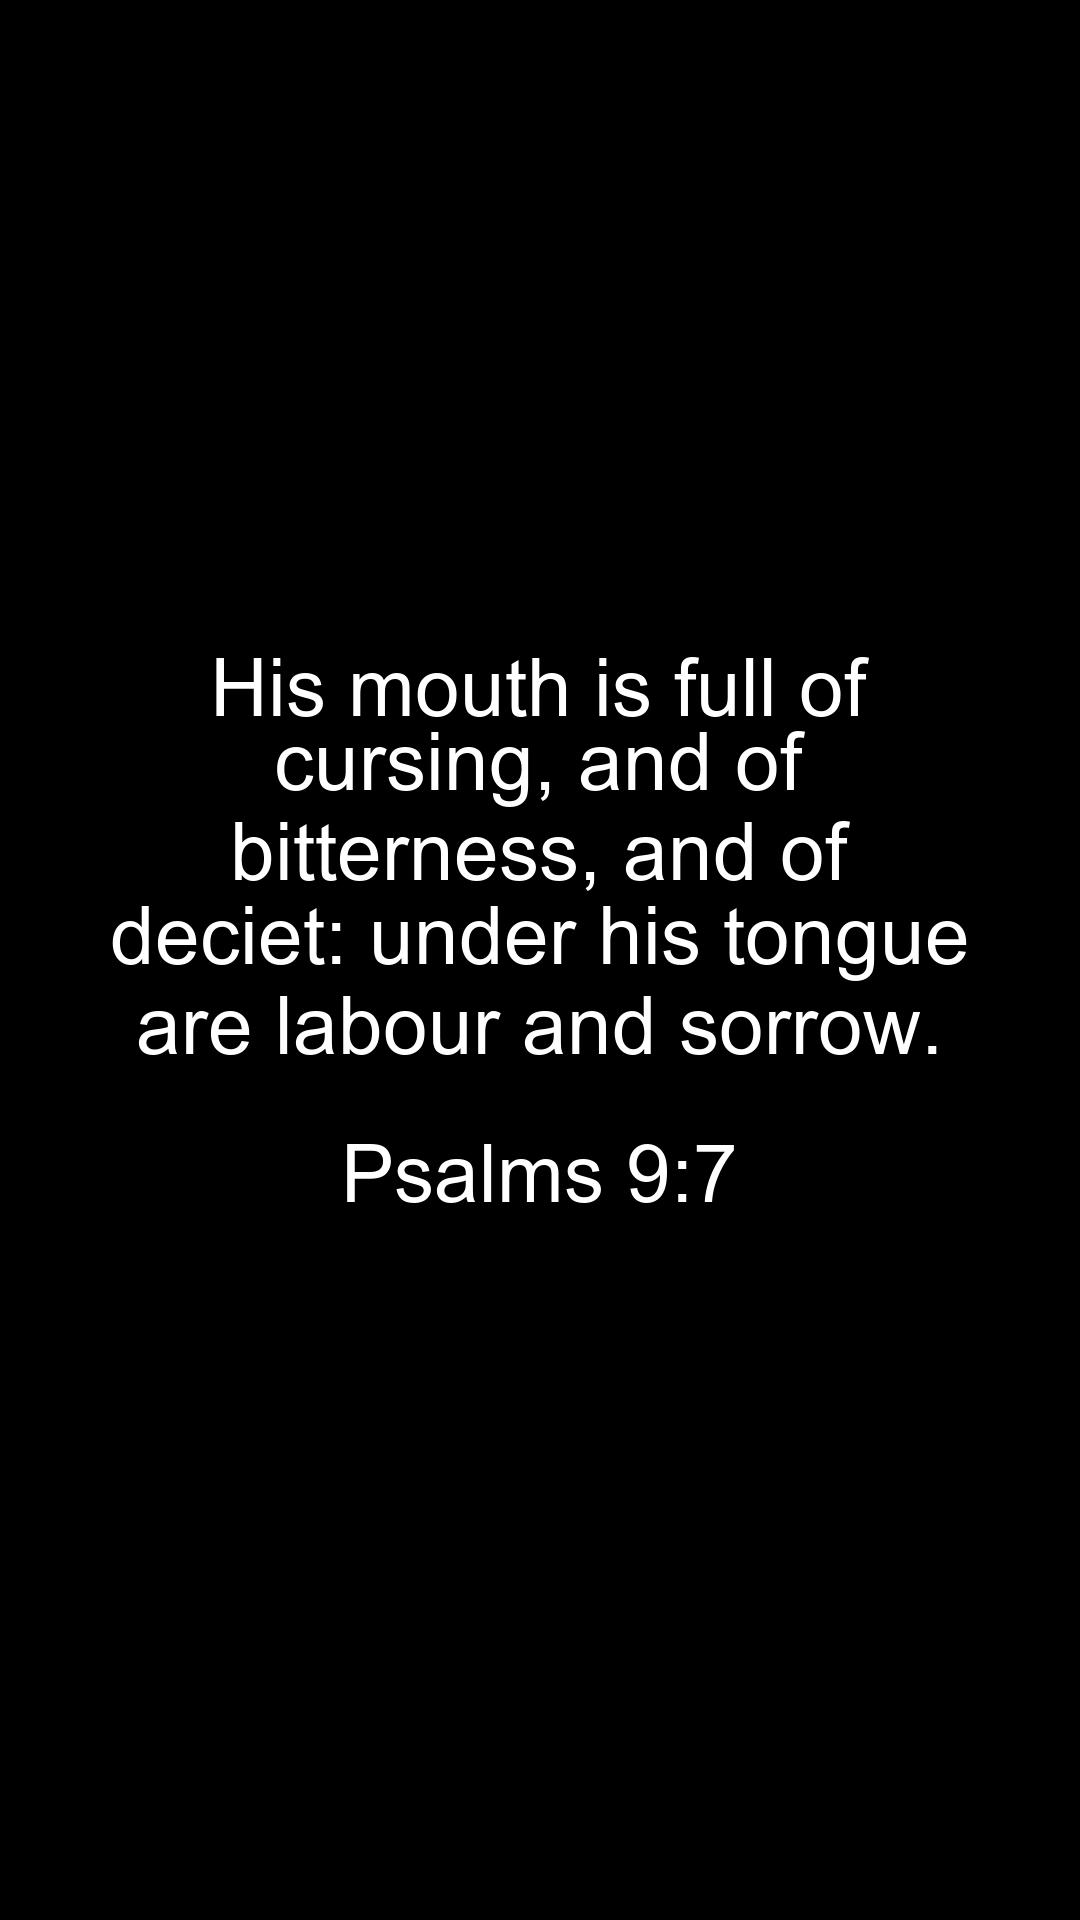 His mouth is full of
cursing, and of
bitterness, and of
deciet: under his tongue
are labour and sorrow.
Psalms 9:7